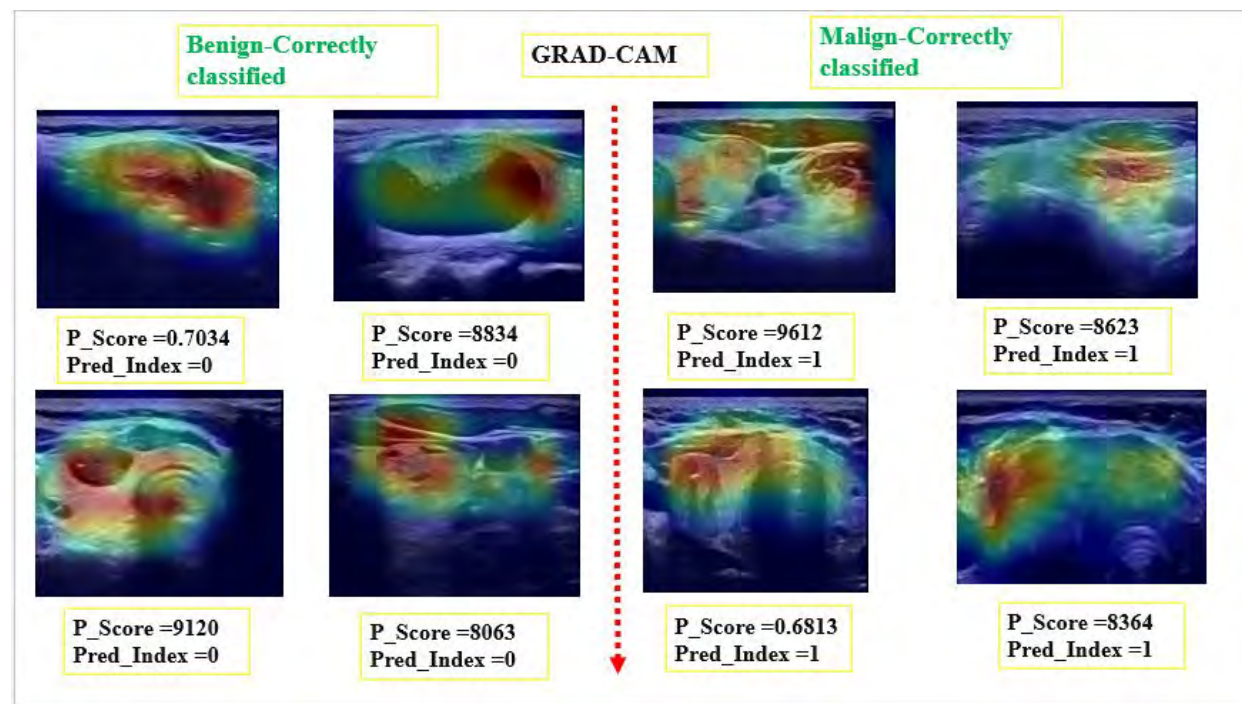 Benign-Correctly
classified
GRAD-CAM
Malign-Correctly
classified
P_Score =0.7034
Pred_Index =0
P_Score =8834
Pred_Index =0
P_Score =9612
Pred_Index =1
P_Score =8623
Pred_Index =1
P_Score =9120
Pred_Index =0
P_Score =8063
Pred_Index =0
P_Score =0.6813
Pred_Index =1
P_Score =8364
Pred_Index =1